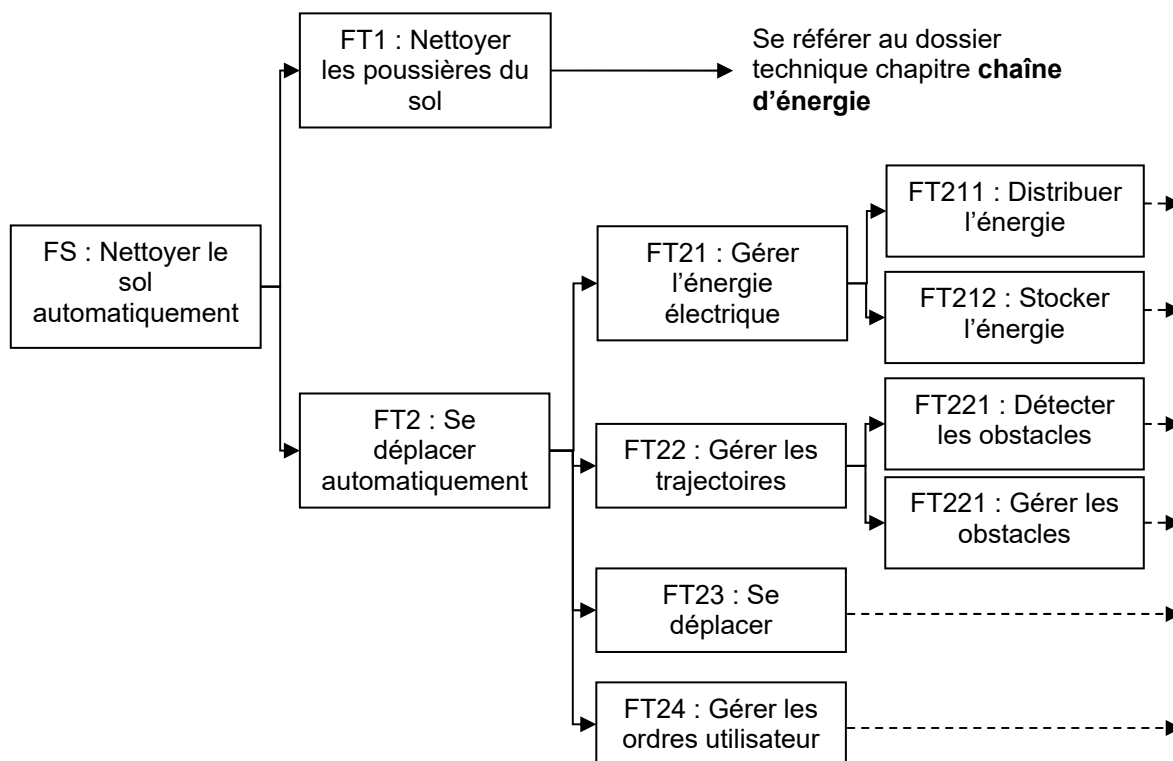 FT1 : Nettoyer
les poussières du
sol
Se référer au dossier
technique chapitre chaîne
d’énergie
FS : Nettoyer le
sol
automatiquement
FT2 : Se
déplacer
automatiquement
FT21 : Gérer
l’énergie
électrique
FT211 : Distribuer
l’énergie
FT212 : Stocker
l’énergie
FT22 : Gérer les
trajectoires
FT221 : Détecter
les obstacles
FT221 : Gérer les
obstacles
FT23 : Se
déplacer
FT24 : Gérer les
ordres utilisateur